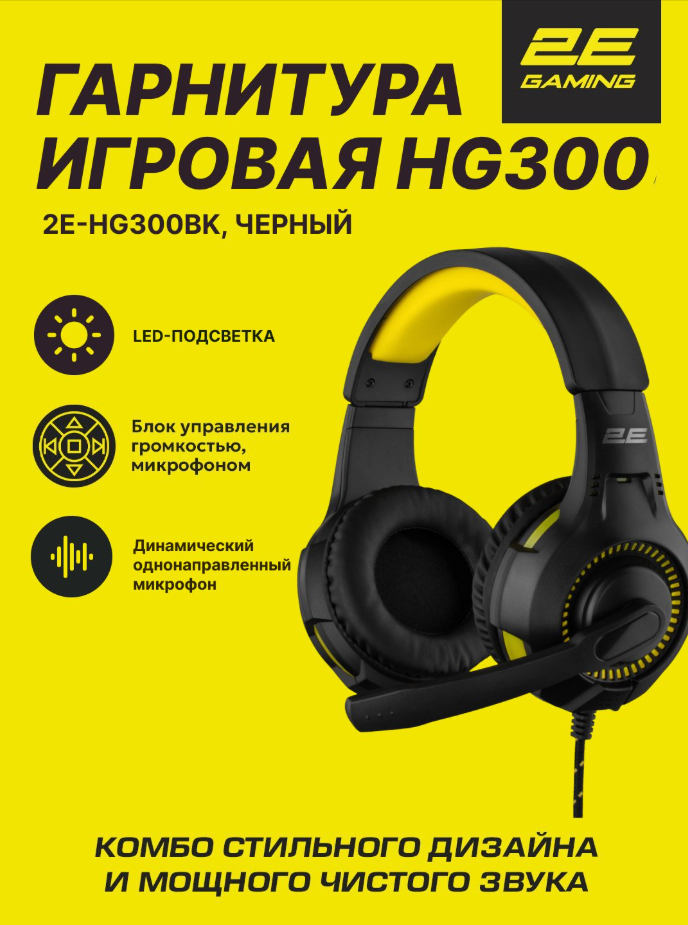 2E
GAMING
ГАРНИТУРА
ИГРОВАЯ HG300
2E-HG300BK, ЧЕРНЫЙ
LED-ПОДСВЕТКА
Блок управления
громкостью,
микрофоном
Динамический
однонаправленный
микрофон
2E
КОМБО СТИЛЬНОГО ДИЗАЙНА
И МОЩНОГО ЧИСТОГО ЗВУКА